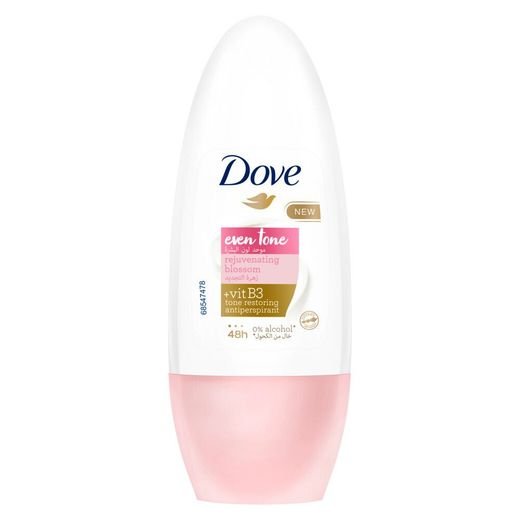 Dove
NEW
even tone
موحد لون البشرة
rejuvenating
blossom
زهرة التجديد
+vit B3
tone restoring
antiperspirant
48h
0% alcohol*
خال من الكحول*
68547478